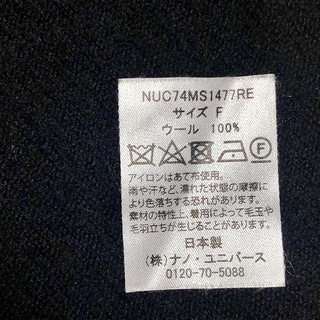 NUC74MS1477RE
サイズ F
ウール 100%
F
アイロンはあて布使用。
雨や汗など、濡れた状態の摩擦に
より色落ちする恐れがあります。
素材の特性上、着用によって毛玉や
毛羽立ちが生じることがあります。
日本製
(株)ナノ・ユニバース
0120-70-5088